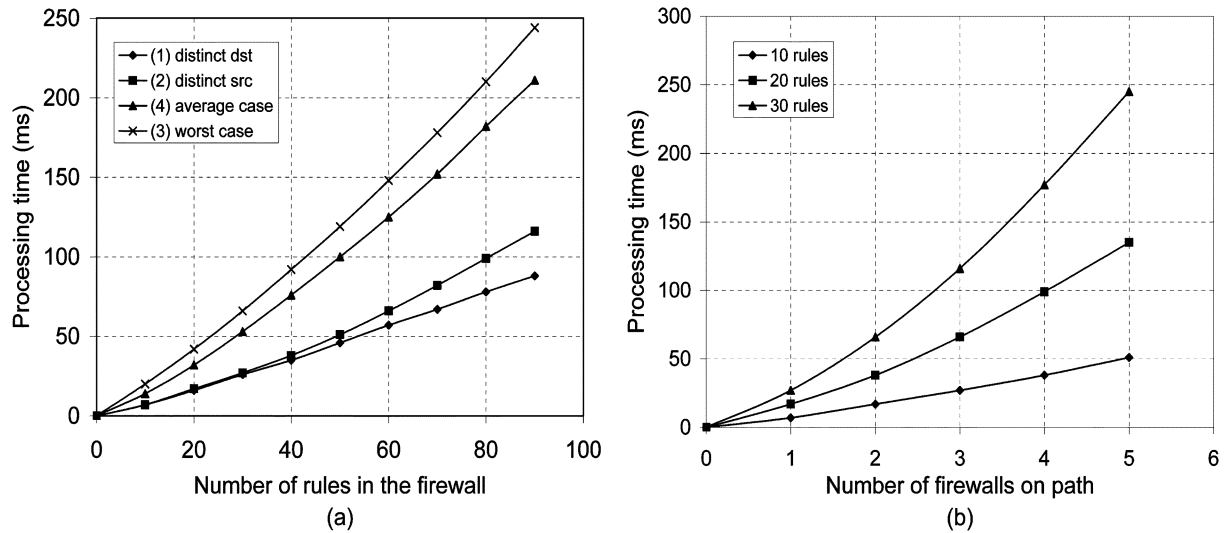 250
200
150
100
50
0
Processing time (ms)
(1) distinct dst
(2) distinct src
(4) average case
(3) worst case
0 20 40 60 80 100
Number of rules in the firewall
(a)
300
250
200
150
100
50
0
Processing time (ms)
10 rules
20 rules
30 rules
0 1 2 3 4 5 6
Number of firewalls on path
(b)